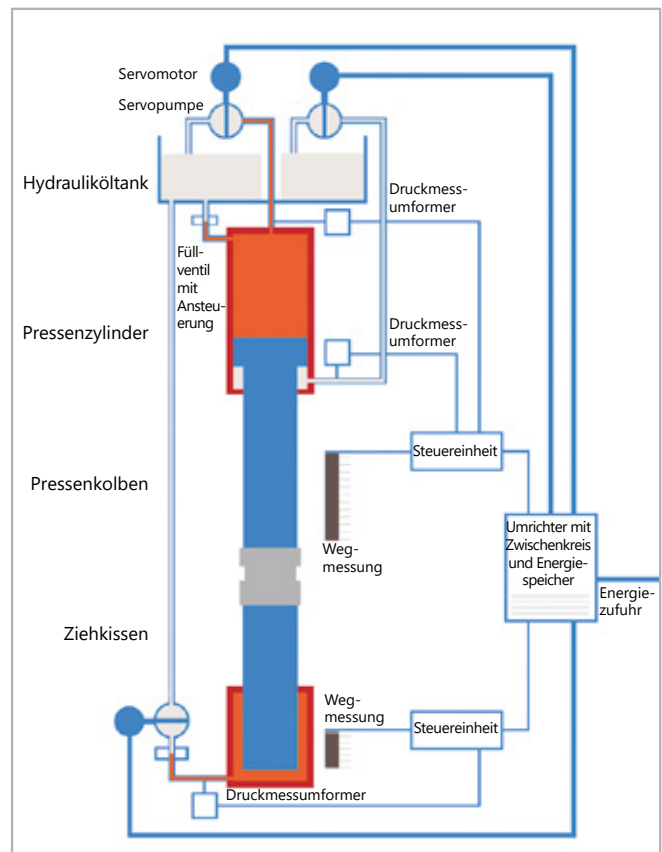 Servomotor
Servopumpe
Hydrauliköltank
Druckmess-
umformer
Füll-
ventil
mit
Ansteu-
erung
Pressenzylinder
Druckmess-
umformer
Steuereinheit
Pressenkolben
Weg-
messung
Umrichter mit
Zwischenkreis
und Energie-
speicher
Energie-
zufuhr
Ziehkissen
Weg-
messung
Steuereinheit
Druckmessumformer